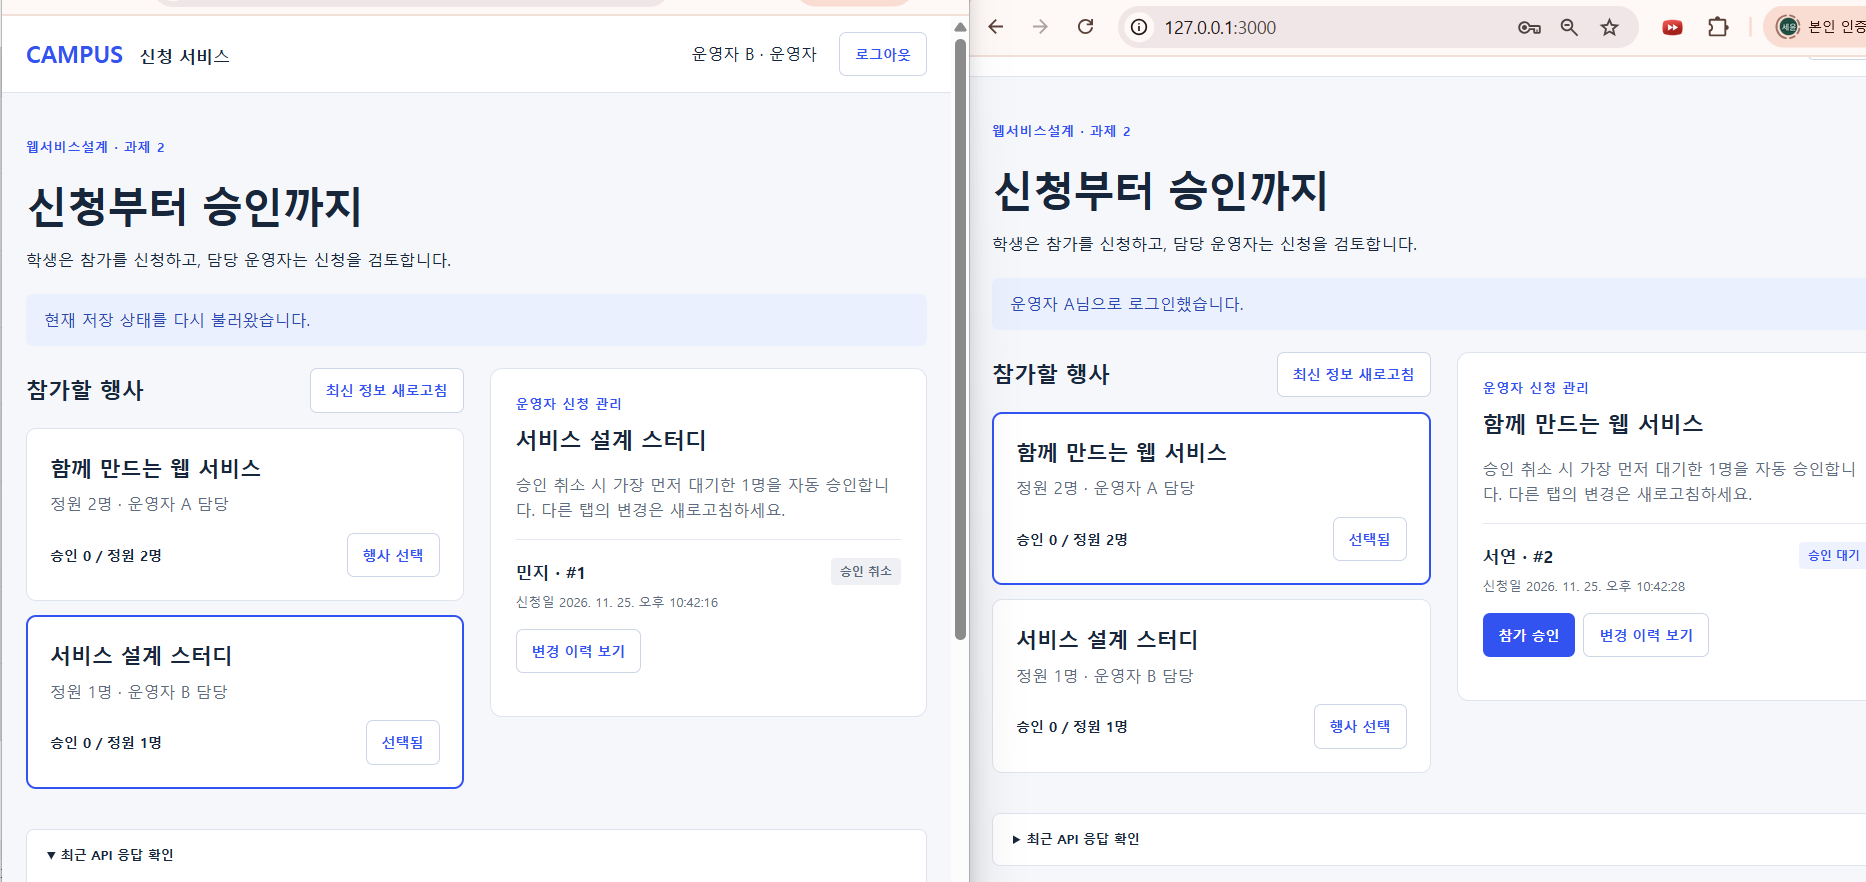 CAMPUS 신청 서비스
운영자 B · 운영자
로그아웃
웹서비스설계 · 과제 2
신청부터 승인까지
학생은 참가를 신청하고, 담당 운영자는 신청을 검토합니다.
현재 저장 상태를 다시 불러왔습니다.
참가할 행사
최신 정보 새로고침
함께 만드는 웹 서비스
정원 2명 · 운영자 A 담당
승인 0 / 정원 2명
행사 선택
서비스 설계 스터디
정원 1명 · 운영자 B 담당
승인 0 / 정원 1명
선택됨
운영자 신청 관리
서비스 설계 스터디
승인 취소 시 가장 먼저 대기한 1명을 자동 승인합니
다. 다른 탭의 변경은 새로고침하세요.
민지 · #1
승인 취소
신청일 2026. 11. 25. 오후 10:42:16
변경 이력 보기
▼ 최근 API 응답 확인
127.0.0.1:3000
세움
본인 인증
웹서비스설계 · 과제 2
신청부터 승인까지
학생은 참가를 신청하고, 담당 운영자는 신청을 검토합니다.
운영자 A님으로 로그인했습니다.
참가할 행사
최신 정보 새로고침
함께 만드는 웹 서비스
정원 2명 · 운영자 A 담당
승인 0 / 정원 2명
선택됨
서비스 설계 스터디
정원 1명 · 운영자 B 담당
승인 0 / 정원 1명
행사 선택
운영자 신청 관리
함께 만드는 웹 서비스
승인 취소 시 가장 먼저 대기한 1명을 자동 승인합니
다. 다른 탭의 변경은 새로고침하세요.
서연 · #2
승인 대기
신청일 2026. 11. 25. 오후 10:42:28
참가 승인
변경 이력 보기
▶ 최근 API 응답 확인